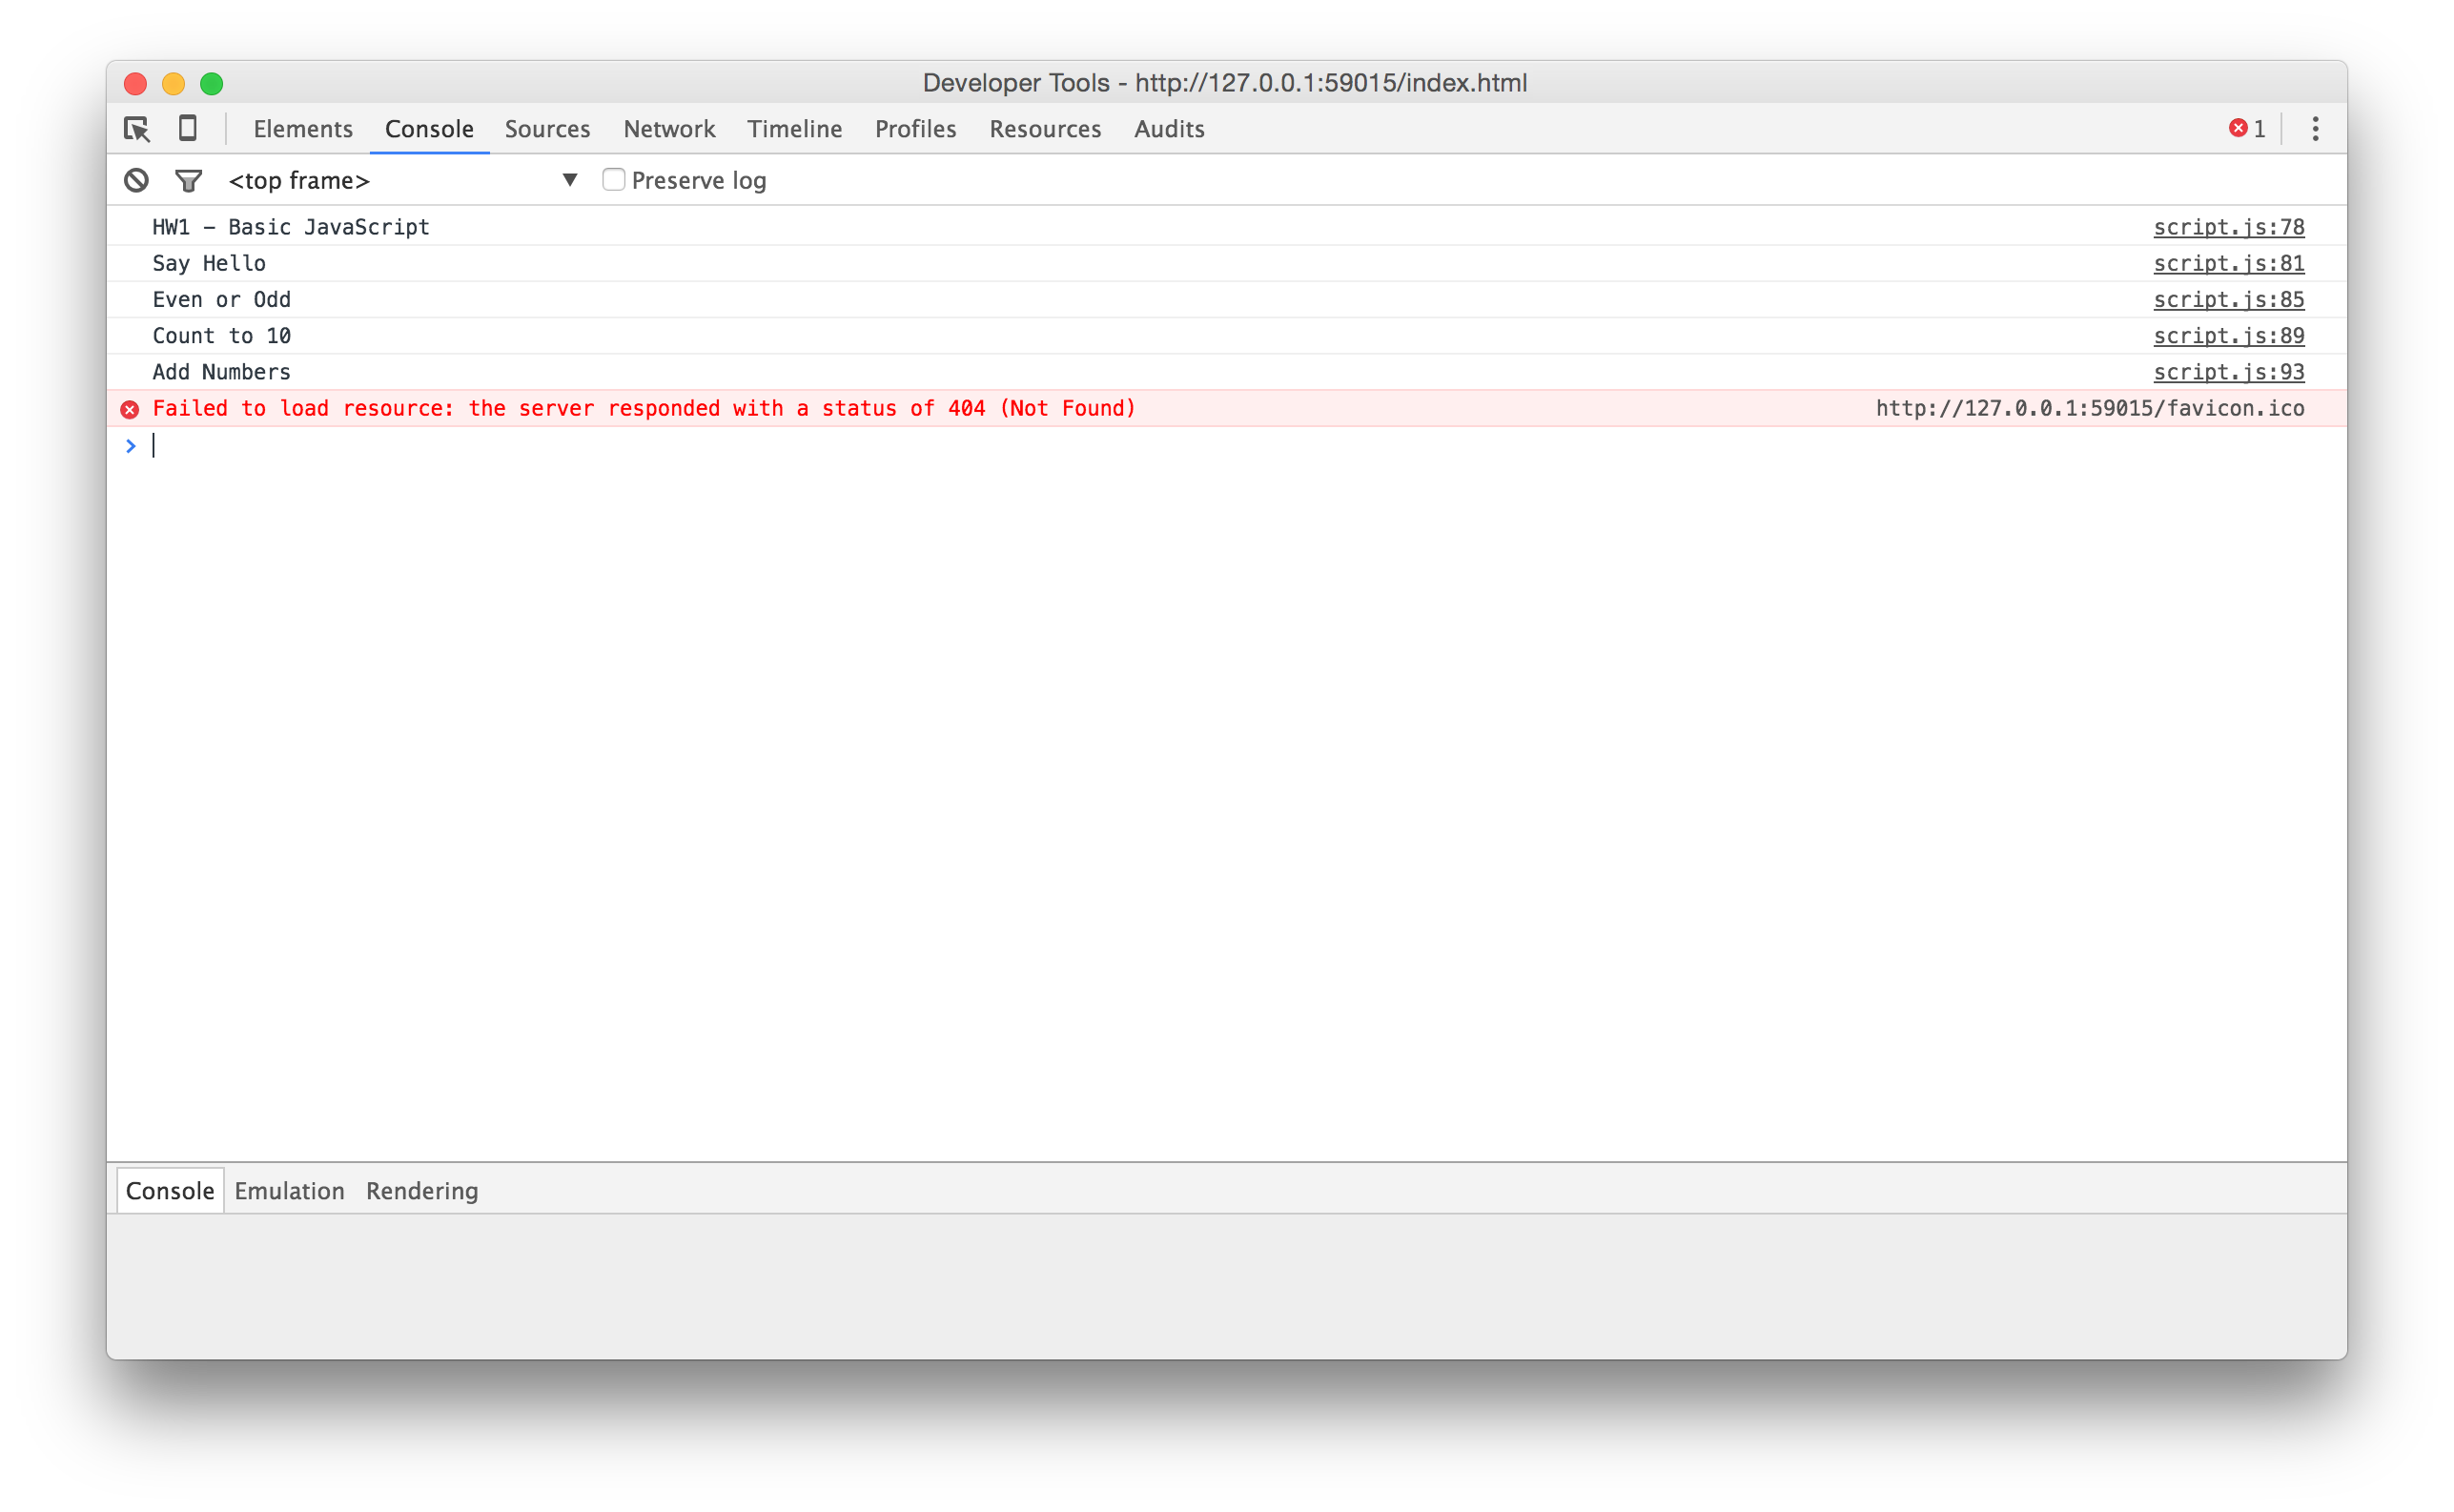 Developer Tools - http://127.0.0.1:59015/index.html
Elements Console Sources Network Timeline Profiles Resources Audits 1
<top frame> ▼ Preserve log
HW1 - Basic JavaScript script.js:78
Say Hello script.js:81
Even or Odd script.js:85
Count to 10 script.js:89
Add Numbers script.js:93
Failed to load resource: the server responded with a status of 404 (Not Found) http://127.0.0.1:59015/favicon.ico
>
Console Emulation Rendering